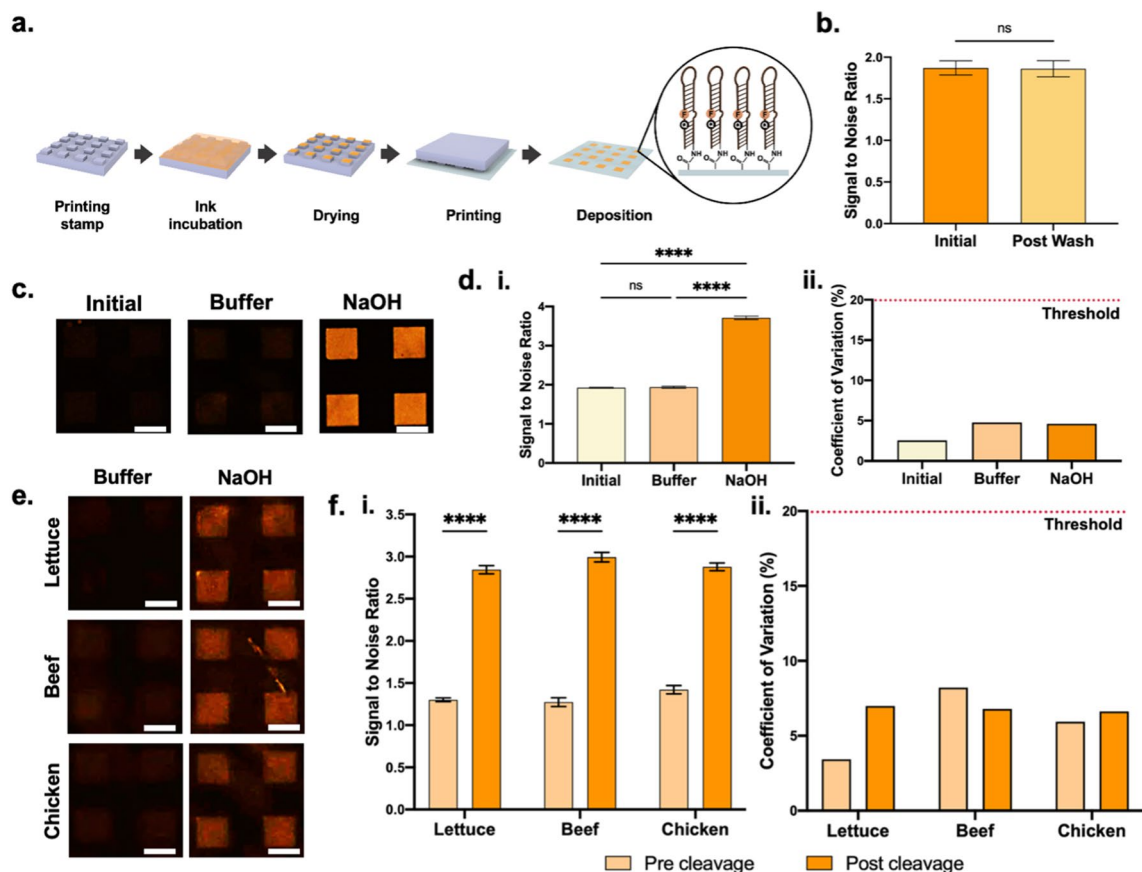 a.
F F F F
Q Q Q Q
NH NH NH NH
O O O O
Printing
stamp
Ink
incubation
Drying
Printing
Deposition
b.
ns
Signal to Noise Ratio
2.0
1.5
1.0
0.5
0.0
Initial
Post Wash
c.
Initial
Buffer
NaOH
d. i.
****
ns
****
Signal to Noise Ratio
4
3
2
1
0
Initial
Buffer
NaOH
ii.
Coefficient of Variation (%)
20
15
10
5
0
Threshold
Initial
Buffer
NaOH
e.
Buffer
NaOH
Lettuce
Beef
Chicken
f. i.
Signal to Noise Ratio
3.5
3.0
2.5
2.0
1.5
1.0
0.5
0.0
****
****
****
Lettuce
Beef
Chicken
ii.
Coefficient of Variation (%)
20
15
10
5
0
Threshold
Lettuce
Beef
Chicken
Pre cleavage
Post cleavage